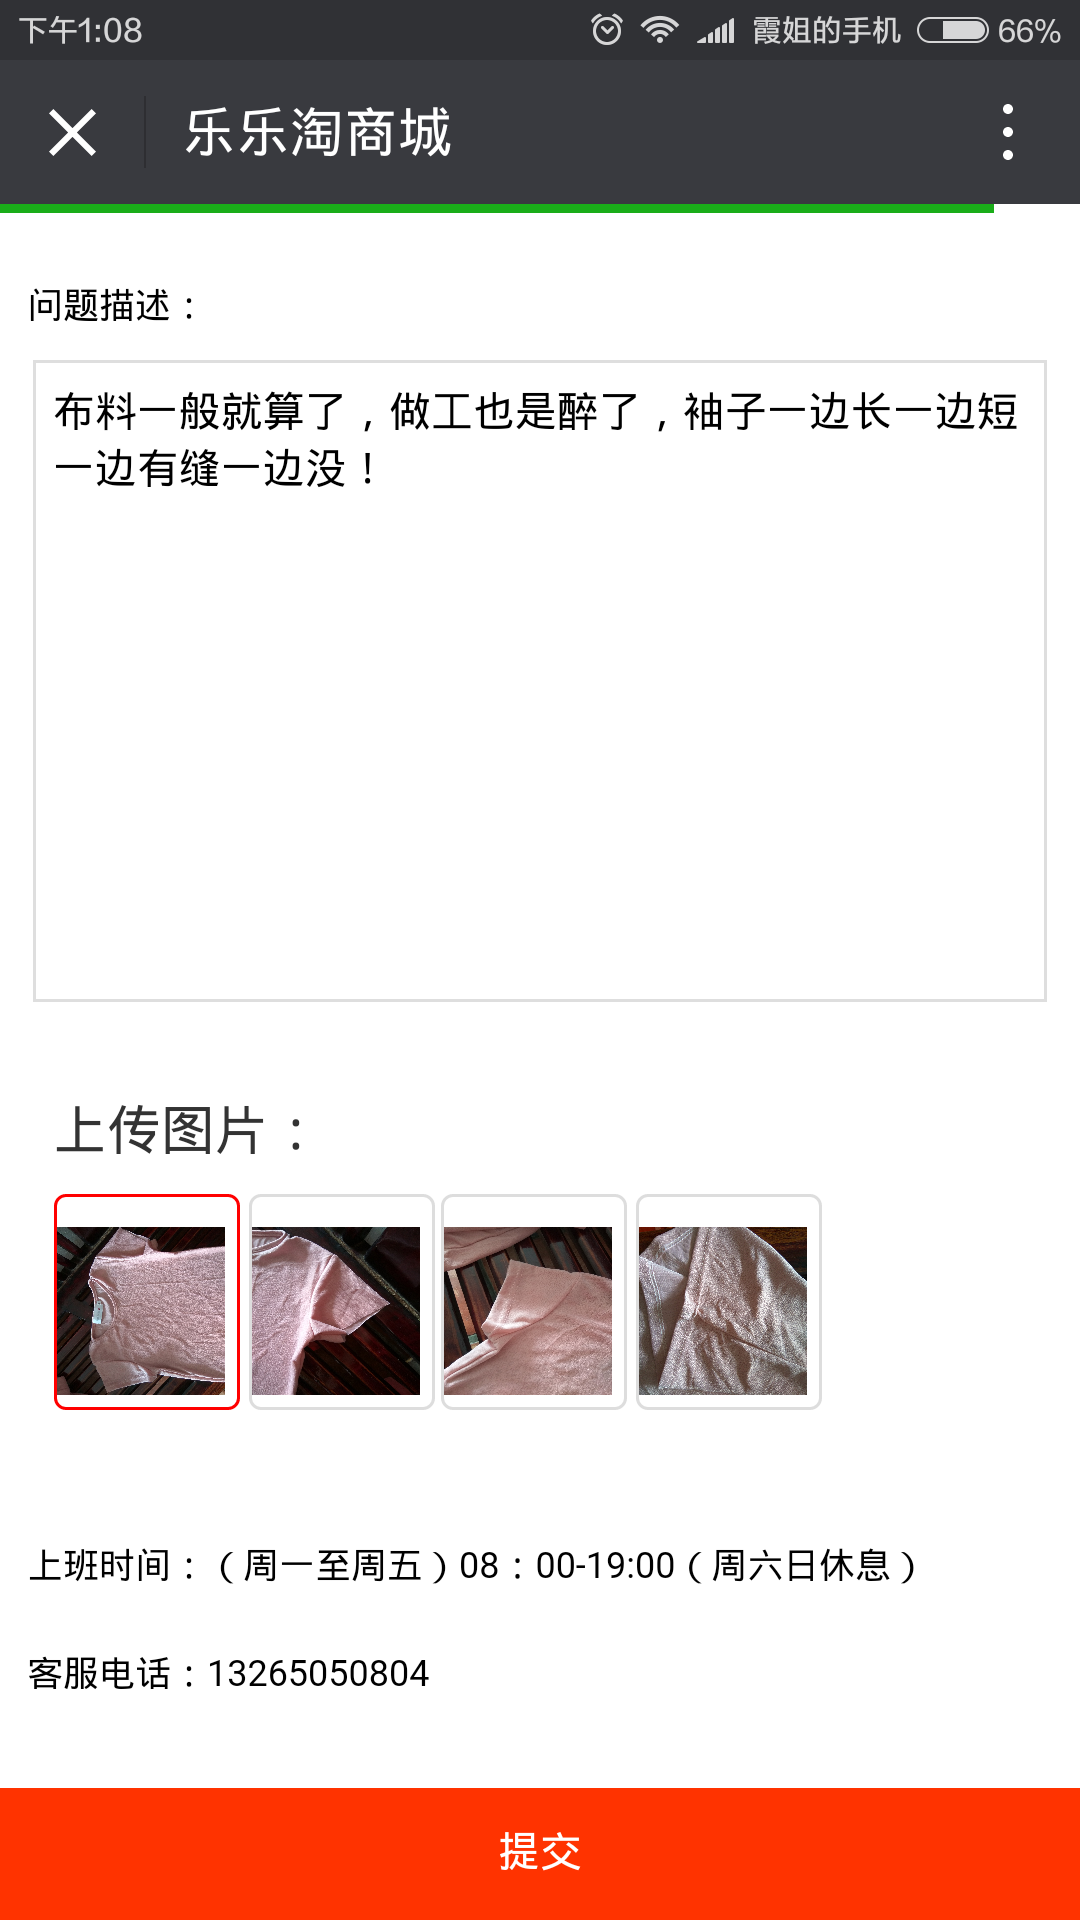 下午1:08 霞姐的手机 66%
乐乐淘商城
问题描述：
布料一般就算了，做工也是醉了，袖子一边长一边短
一边有缝一边没！
上传图片：
上班时间：（周一至周五）08：00-19:00（周六日休息）
客服电话：13265050804
提交